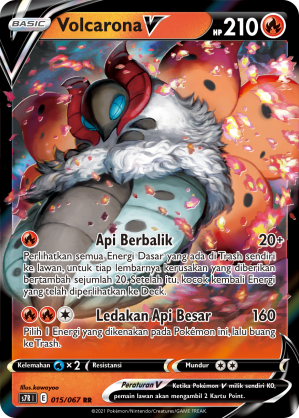 BASIC Volcarona V HP 210
Api Berbalik 20+
Perlihatkan semua Energi Dasar yang ada di Trash sendiri
ke lawan, untuk tiap lembarnya kerusakan yang diberikan
bertambah sejumlah 20. Setelah itu, kocok kembali Energi
yang telah diperlihatkan ke Deck.
Ledakan Api Besar 160
Pilih 1 Energi yang dikenakan pada Pokémon ini, lalu buang
ke Trash.
Kelemahan ×2 Resistansi Mundur
Illus.kawayoo
s7R I E 015/067 RR
Peraturan V Ketika Pokémon V milik sendiri KO,
pemain lawan akan mengambil 2 Kartu Point.
©2021 Pokémon/Nintendo/Creatures/GAME FREAK.